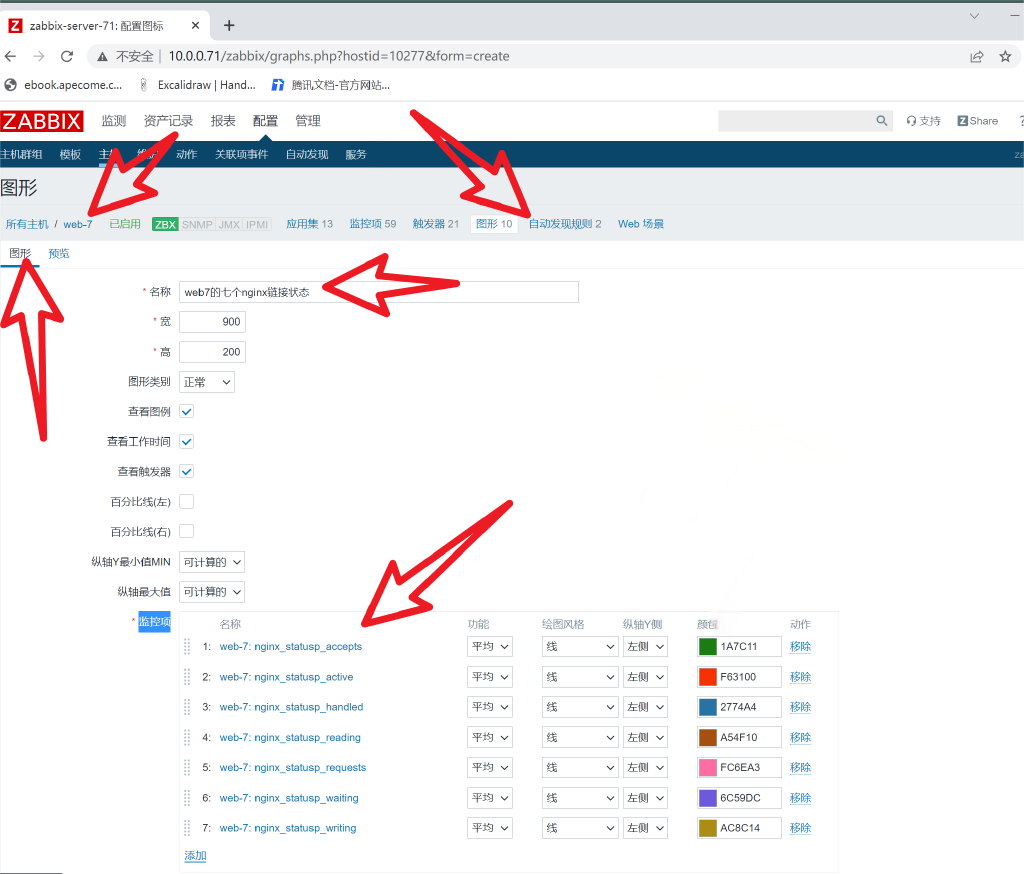 zabbix-server-71: 配置图标
不安全 10.0.0.71/zabbix/graphs.php?hostid=10277&form=create
ebook.apecome.c... Excalidraw | Hand... 腾讯文档-官方网站...
ZABBIX 监测 资产记录 报表 配置 管理 支持 Share ?
主机群组 模板 动作 关联项事件 自动发现 服务
图形
所有主机 / web-7 已启用 ZBX SNMP JMX IPMI 应用集 13 监控项 59 触发器 21 图形 10 自动发现规则 2 Web 场景
图形 预览
* 名称 web7的七个nginx链接状态
* 宽 900
* 高 200
图形类别 正常
查看图例
查看工作时间
查看触发器
百分比线(左)
百分比线(右)
纵轴Y最小值MIN 可计算的
纵轴最大值 可计算的
* 监控项 名称 功能 绘图风格 纵轴Y侧 颜色 动作
1: web-7: nginx_statusp_accepts 平均 线 左侧 1A7C11 移除
2: web-7: nginx_statusp_active 平均 线 左侧 F63100 移除
3: web-7: nginx_statusp_handled 平均 线 左侧 2774A4 移除
4: web-7: nginx_statusp_reading 平均 线 左侧 A54F10 移除
5: web-7: nginx_statusp_requests 平均 线 左侧 FC6EA3 移除
6: web-7: nginx_statusp_waiting 平均 线 左侧 6C59DC 移除
7: web-7: nginx_statusp_writing 平均 线 左侧 AC8C14 移除
添加